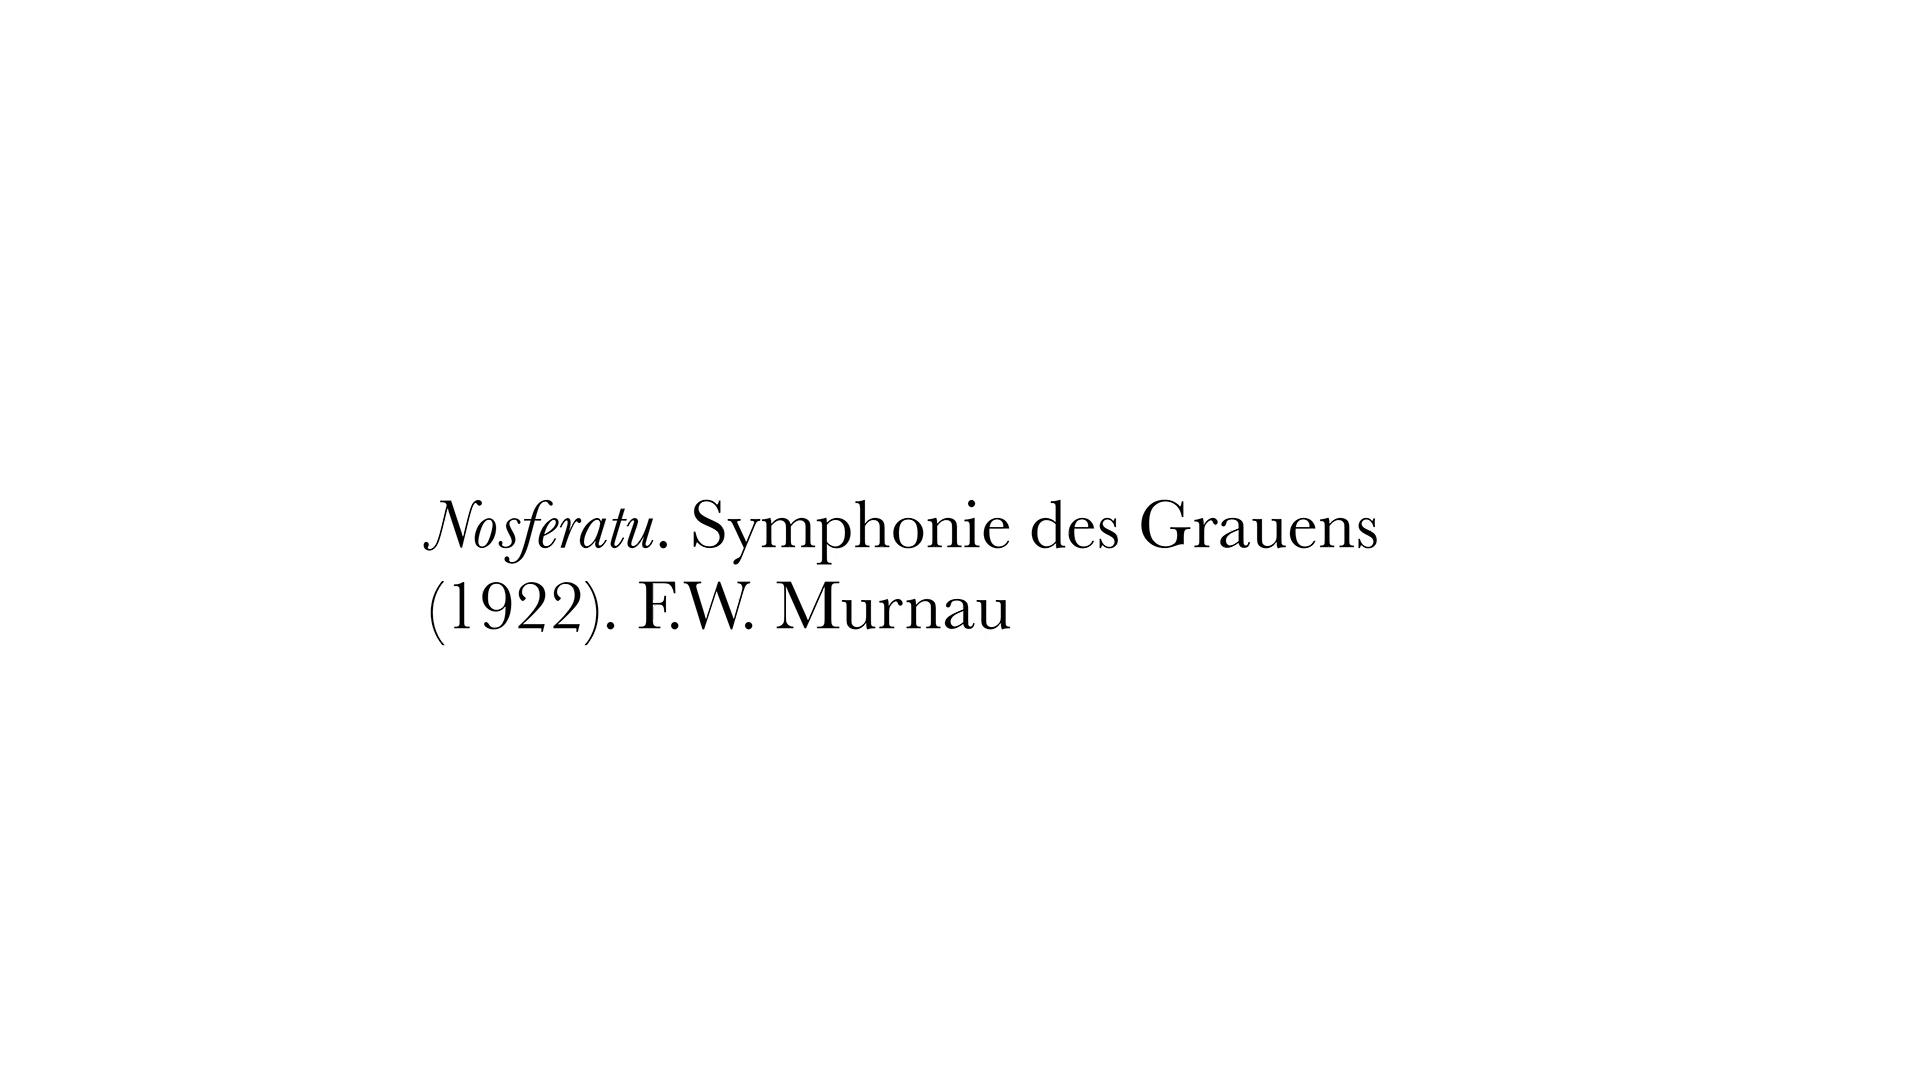 Nosferatu. Symphonie des Grauens
(1922). F.W. Murnau